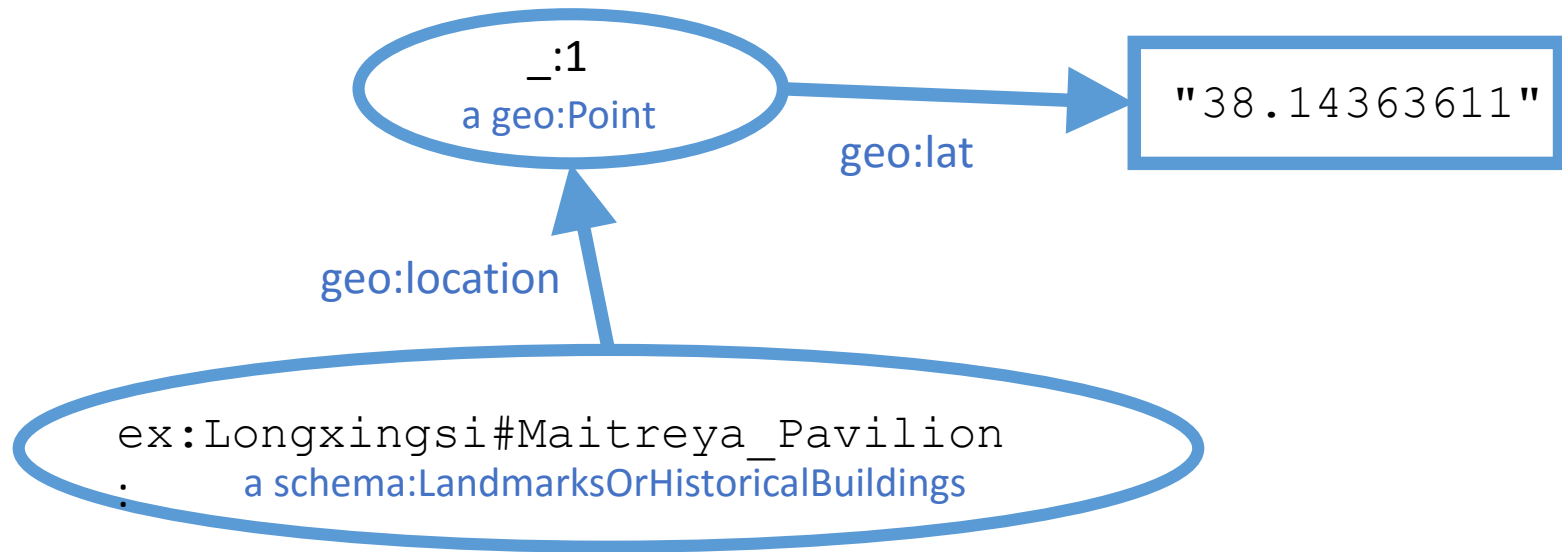 _:1
a geo:Point
"38.14363611"
geo:lat
geo:location
ex:Longxingsi#Maitreya_Pavilion
:
a schema:LandmarksOrHistoricalBuildings